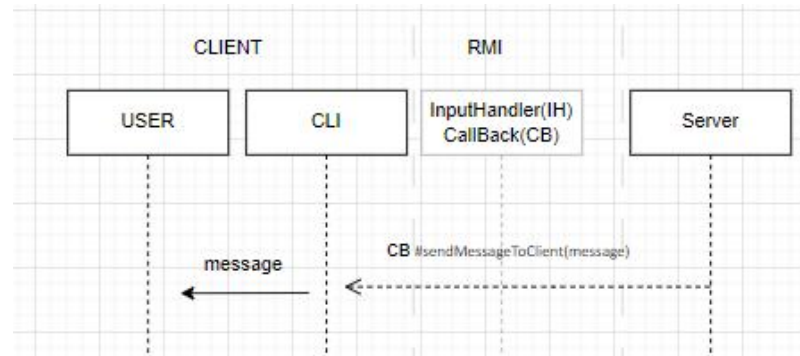 CLIENT
RMI
USER
CLI
InputHandler(IH)
CallBack(CB)
Server
CB #sendMessageToClient(message)
message